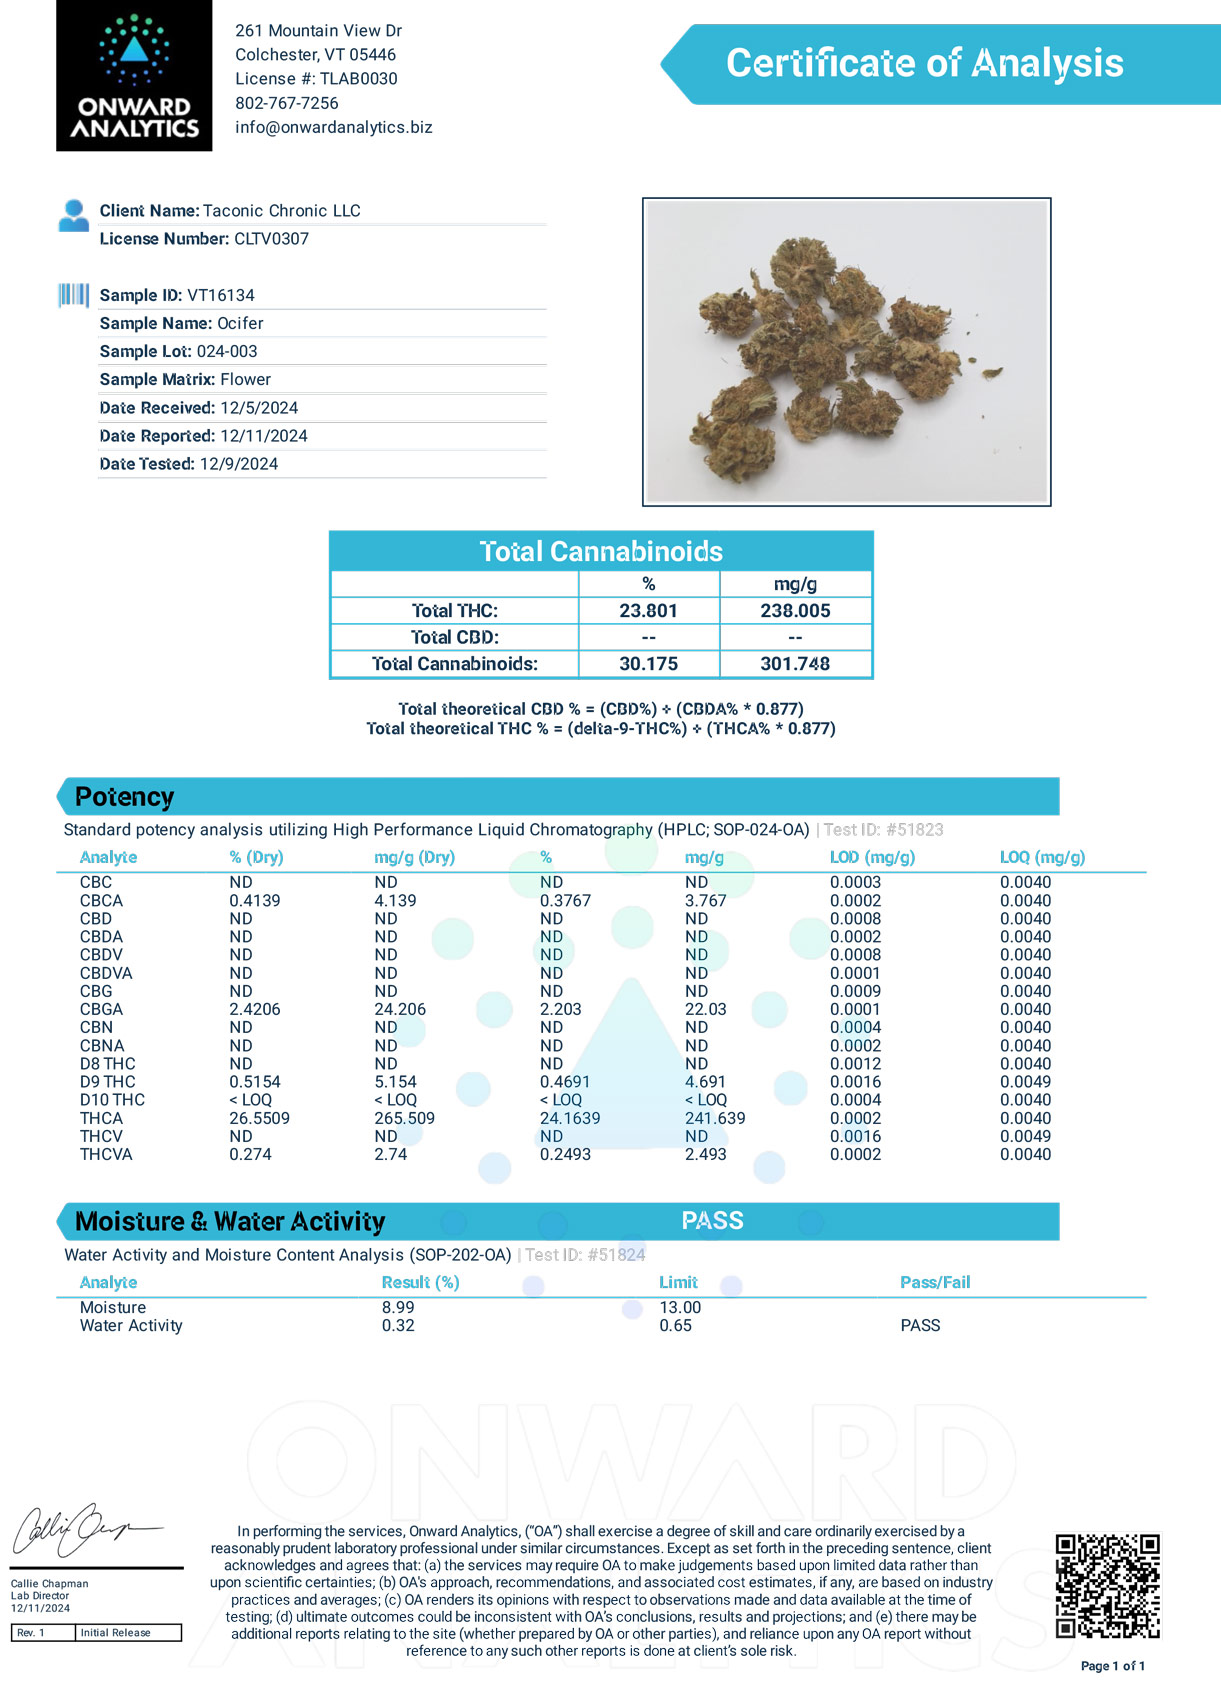 ONWARD
ANALYTICS
261 Mountain View Dr
Colchester, VT 05446
License #: TLAB0030
802-767-7256
info@onwardanalytics.biz
Certificate of Analysis
Client Name: Taconic Chronic LLC
License Number: CLTV0307
Sample ID: VT16134
Sample Name: Ocifer
Sample Lot: 024-003
Sample Matrix: Flower
Date Received: 12/5/2024
Date Reported: 12/11/2024
Date Tested: 12/9/2024
Total Cannabinoids
% mg/g
Total THC: 23.801 238.005
Total CBD: -- --
Total Cannabinoids: 30.175 301.748
Total theoretical CBD % = (CBD%) + (CBDA% * 0.877)
Total theoretical THC % = (delta-9-THC%) + (THCA% * 0.877)
Potency
Standard potency analysis utilizing High Performance Liquid Chromatography (HPLC; SOP-024-OA) | Test ID: #51823
Analyte % (Dry) mg/g (Dry) % mg/g LOD (mg/g) LOQ (mg/g)
CBC ND ND ND ND 0.0003 0.0040
CBCA 0.4139 4.139 0.3767 3.767 0.0002 0.0040
CBD ND ND ND ND 0.0008 0.0040
CBDA ND ND ND ND 0.0002 0.0040
CBDV ND ND ND ND 0.0008 0.0040
CBDVA ND ND ND ND 0.0001 0.0040
CBG ND ND ND ND 0.0009 0.0040
CBGA 2.4206 24.206 2.203 22.03 0.0001 0.0040
CBN ND ND ND ND 0.0004 0.0040
CBNA ND ND ND ND 0.0002 0.0040
D8 THC ND ND ND ND 0.0012 0.0040
D9 THC 0.5154 5.154 0.4691 4.691 0.0016 0.0049
D10 THC < LOQ < LOQ < LOQ < LOQ 0.0004 0.0040
THCA 26.5509 265.509 24.1639 241.639 0.0002 0.0040
THCV ND ND ND ND 0.0016 0.0049
THCVA 0.274 2.74 0.2493 2.493 0.0002 0.0040
Moisture & Water Activity PASS
Water Activity and Moisture Content Analysis (SOP-202-OA) | Test ID: #51824
Analyte Result (%) Limit Pass/Fail
Moisture 8.99 13.00
Water Activity 0.32 0.65 PASS
ONWARD
ANALYTICS
Callie Chapman
Lab Director
12/11/2024
Rev. 1 Initial Release
In performing the services, Onward Analytics, (“OA”) shall exercise a degree of skill and care ordinarily exercised by a
reasonably prudent laboratory professional under similar circumstances. Except as set forth in the preceding sentence, client
acknowledges and agrees that: (a) the services may require OA to make judgements based upon limited data rather than
upon scientific certainties; (b) OA's approach, recommendations, and associated cost estimates, if any, are based on industry
practices and averages; (c) OA renders its opinions with respect to observations made and data available at the time of
testing; (d) ultimate outcomes could be inconsistent with OA’s conclusions, results and projections; and (e) there may be
additional reports relating to the site (whether prepared by OA or other parties), and reliance upon any OA report without
reference to any such other reports is done at client’s sole risk.
Page 1 of 1